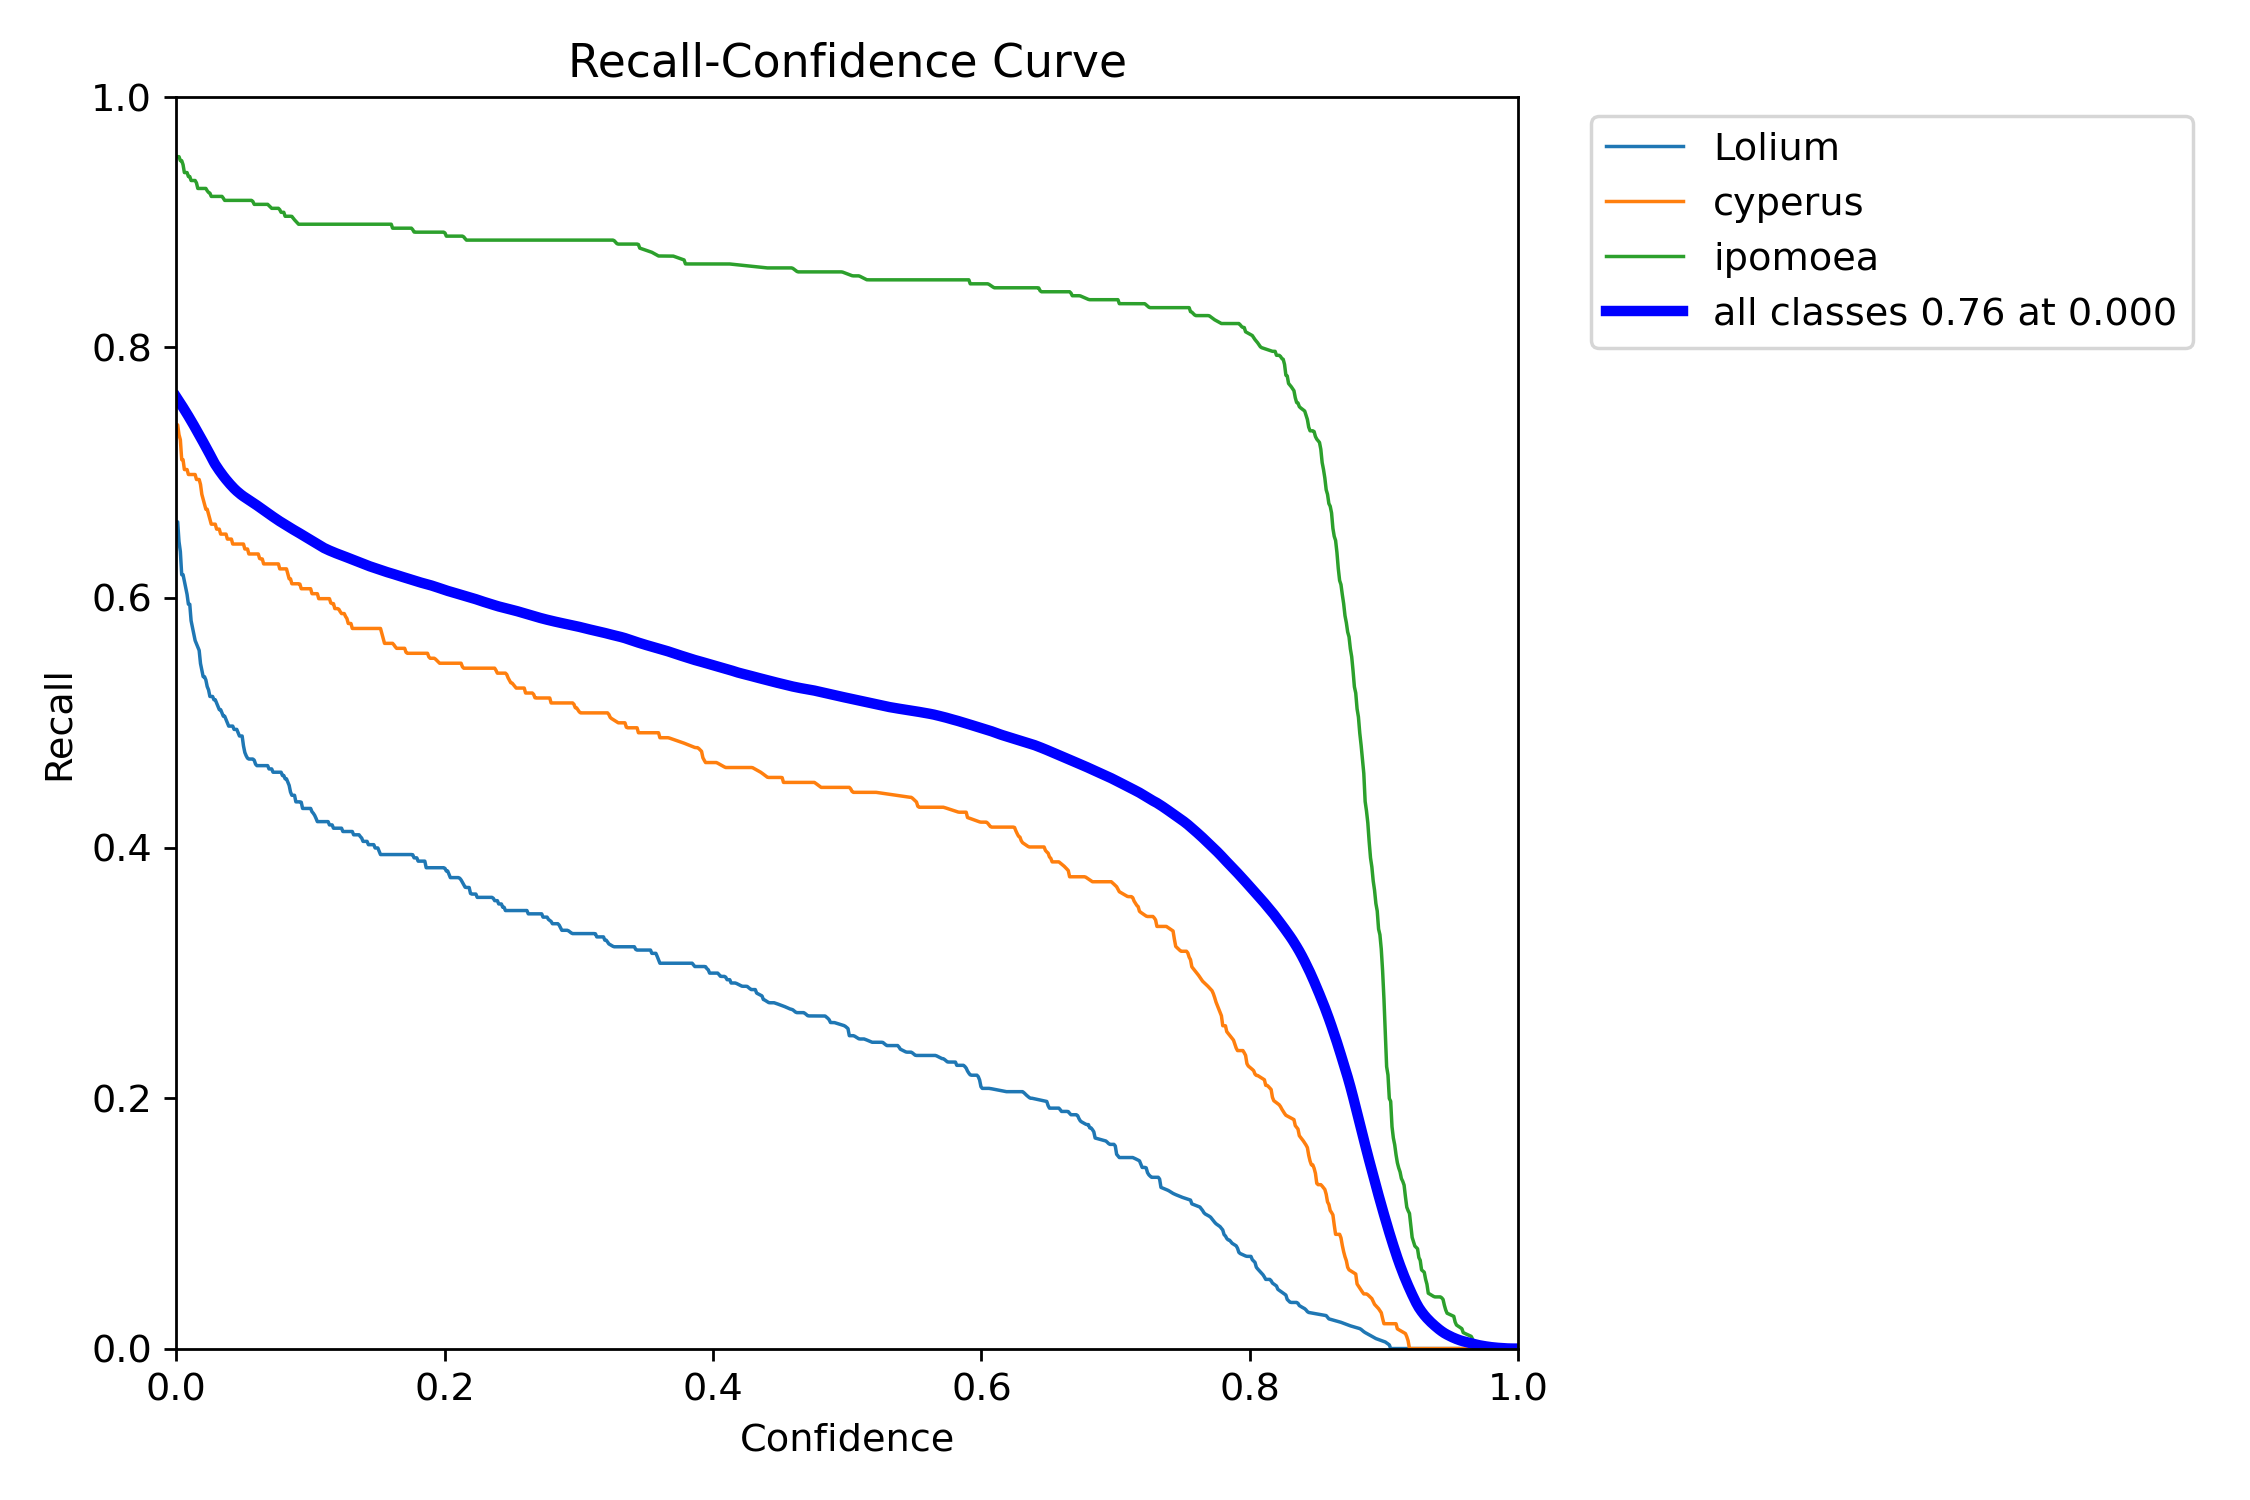 Recall-Confidence Curve
1.0
0.8
0.6
0.4
0.2
0.0
Recall
0.0 0.2 0.4 0.6 0.8 1.0
Confidence
Lolium
cyperus
ipomoea
all classes 0.76 at 0.000